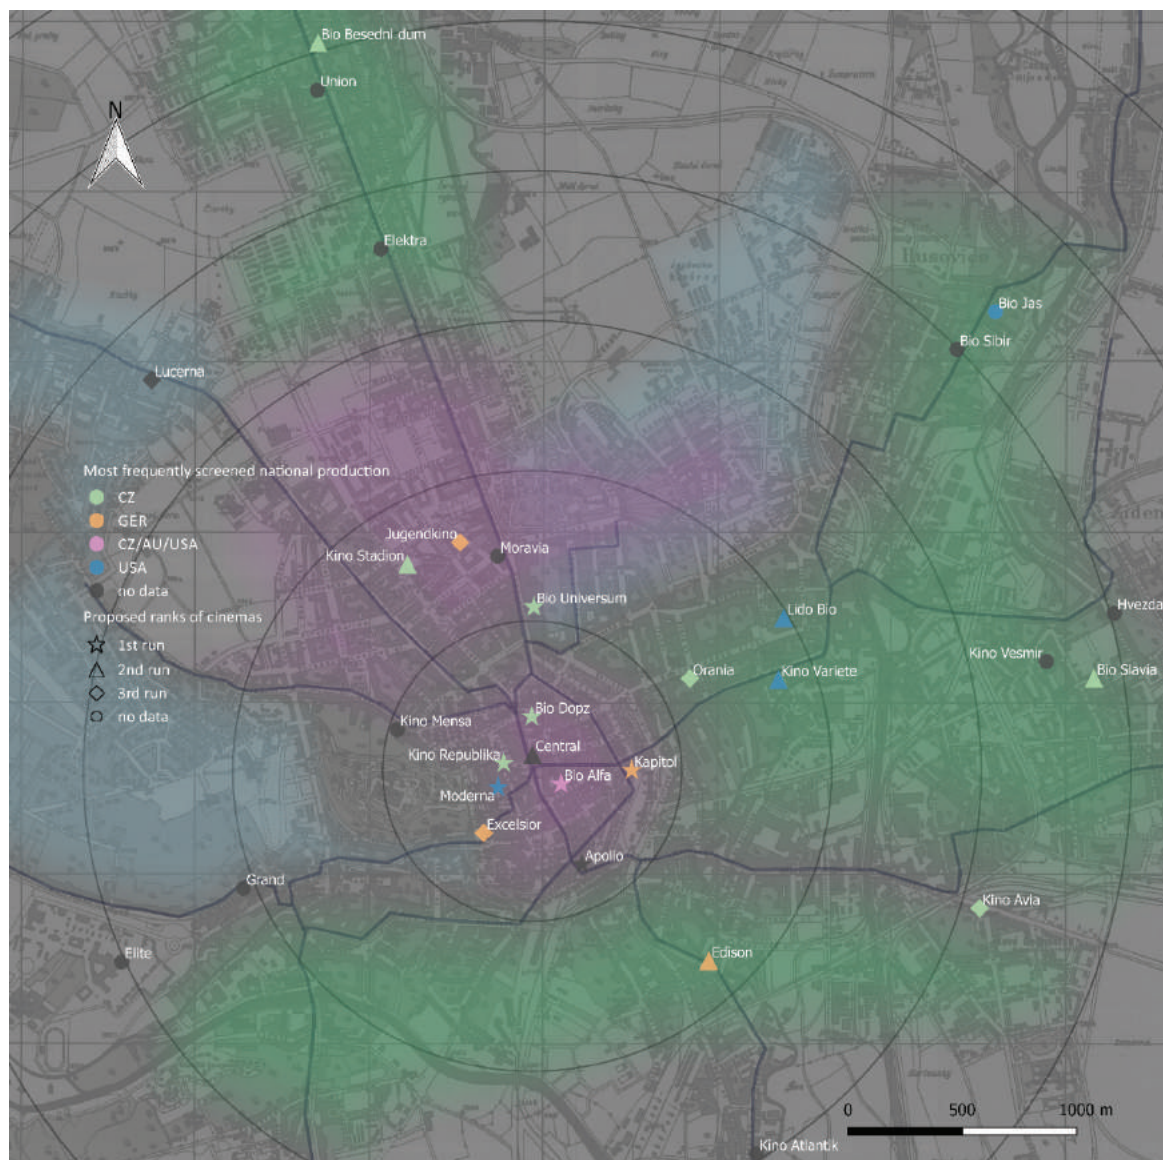 Bio Besední dum
Union
N
Elektra
Husovice
Bio Jas
Bio Sibir
Lucerna
Most frequently screened national production
CZ
GER
CZ/AU/USA
USA
no data
Proposed ranks of cinemas
1st run
2nd run
3rd run
no data
Jugendkino
Moravia
Kino Stadion
Bio Universum
Lido Bio
Hvezda
Kino Vesmir
Bio Slavia
Orania
Kino Variete
Bio Dopz
Kino Mensa
Central
Kino Republika
Kapitol
Bio Alfa
Moderna
Excelsior
Apollo
Grand
Kino Avia
Elite
Edison
0 500 1000 m
Kino Atlantik